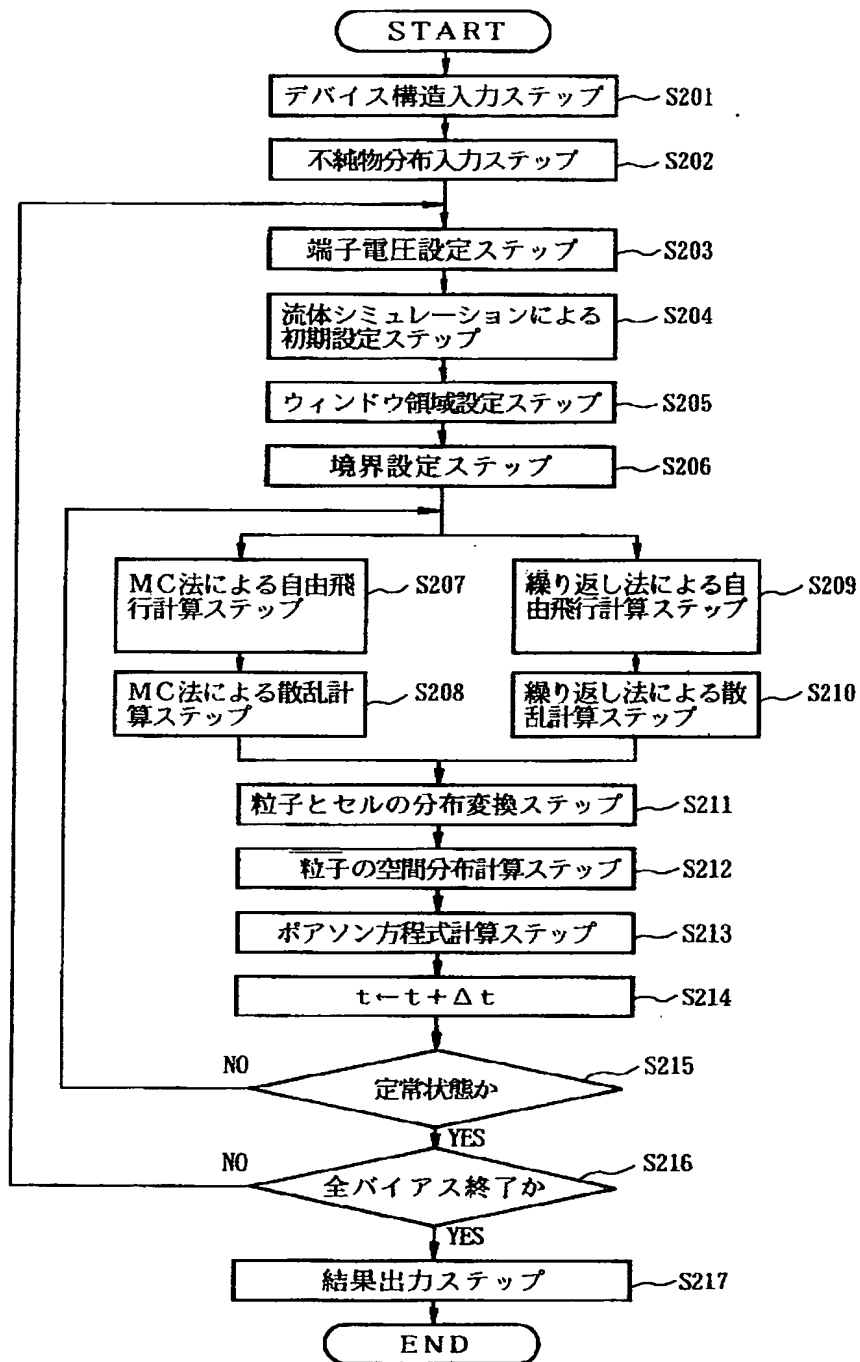 START
デバイス構造入力ステップ
S201
不純物分布入力ステップ
S202
端子電圧設定ステップ
S203
流体シミュレーションによる
初期設定ステップ
S204
ウィンドウ領域設定ステップ
S205
境界設定ステップ
S206
MC法による自由飛
行計算ステップ
S207
繰り返し法による自
由飛行計算ステップ
S209
MC法による散乱計
算ステップ
S208
繰り返し法による散
乱計算ステップ
S210
粒子とセルの分布変換ステップ
S211
粒子の空間分布計算ステップ
S212
ポアソン方程式計算ステップ
S213
t←t+Δt
S214
NO
定常状態か
S215
YES
NO
全バイアス終了か
S216
YES
結果出力ステップ
S217
END